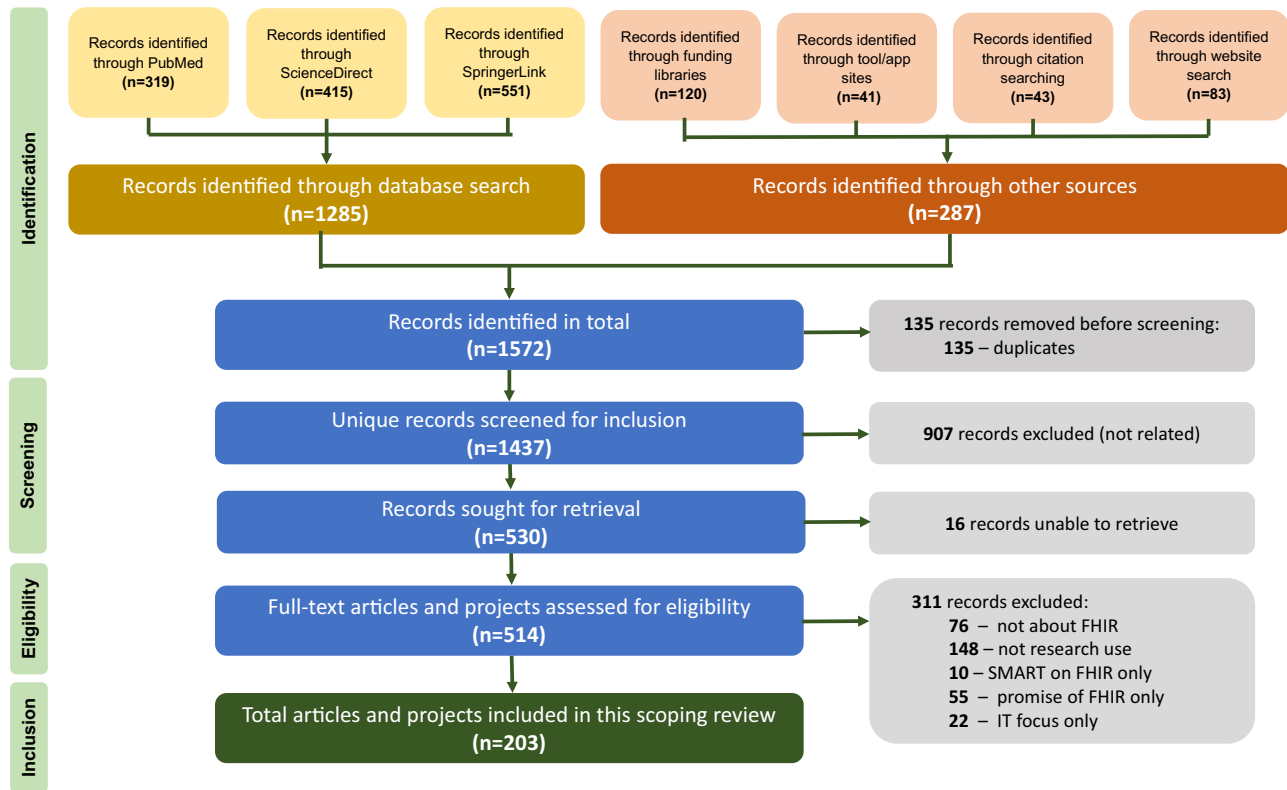 Identification
Records identified
through PubMed
(n=319)
Records identified
through
ScienceDirect
(n=415)
Records identified
through
SpringerLink
(n=551)
Records identified
through funding
libraries
(n=120)
Records identified
through tool/app
sites
(n=41)
Records identified
through citation
searching
(n=43)
Records identified
through website
search
(n=83)
Records identified through database search
(n=1285)
Records identified through other sources
(n=287)
Records identified in total
(n=1572)
135 records removed before screening:
135 – duplicates
Screening
Unique records screened for inclusion
(n=1437)
907 records excluded (not related)
Records sought for retrieval
(n=530)
16 records unable to retrieve
Eligibility
Full-text articles and projects assessed for eligibility
(n=514)
311 records excluded:
76 – not about FHIR
148 – not research use
10 – SMART on FHIR only
55 – promise of FHIR only
22 – IT focus only
Inclusion
Total articles and projects included in this scoping review
(n=203)